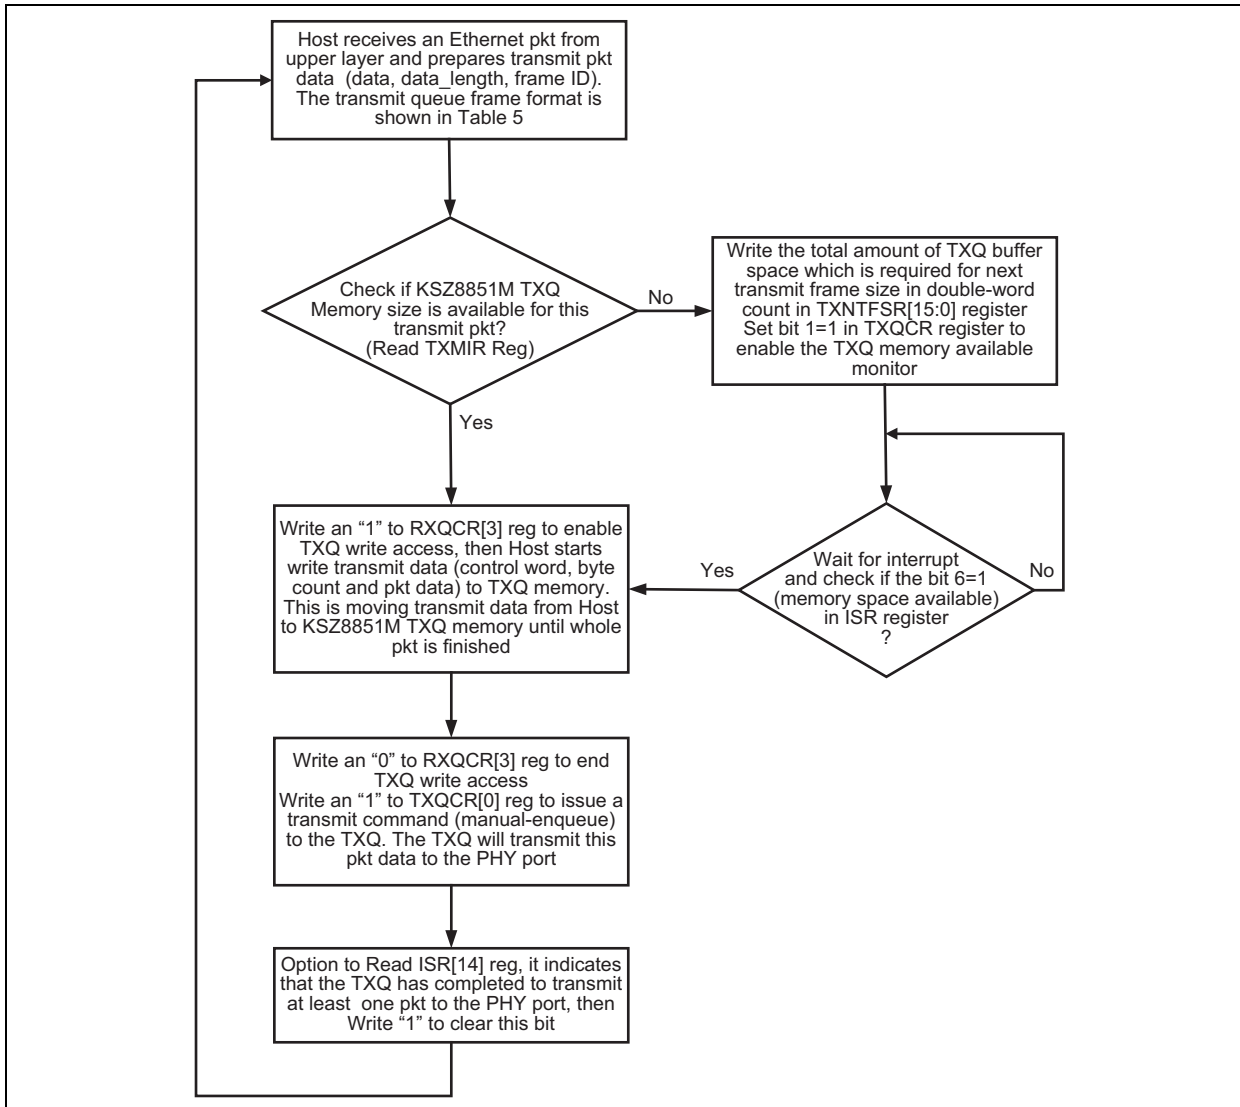 Host receives an Ethernet pkt from
upper layer and prepares transmit pkt
data (data, data_length, frame ID).
The transmit queue frame format is
shown in Table 5
Check if KSZ8851M TXQ
Memory size is available for this
transmit pkt?
(Read TXMIR Reg)
No
Yes
Write the total amount of TXQ buffer
space which is required for next
transmit frame size in double-word
count in TXNTFSR[15:0] register
Set bit 1=1 in TXQCR register to
enable the TXQ memory available
monitor
Wait for interrupt
and check if the bit 6=1
(memory space available)
in ISR register
?
Yes
No
Write an “1” to RXQCR[3] reg to enable
TXQ write access, then Host starts
write transmit data (control word, byte
count and pkt data) to TXQ memory.
This is moving transmit data from Host
to KSZ8851M TXQ memory until whole
pkt is finished
Write an “0” to RXQCR[3] reg to end
TXQ write access
Write an “1” to TXQCR[0] reg to issue a
transmit command (manual-enqueue)
to the TXQ. The TXQ will transmit this
pkt data to the PHY port
Option to Read ISR[14] reg, it indicates
that the TXQ has completed to transmit
at least one pkt to the PHY port, then
Write “1” to clear this bit